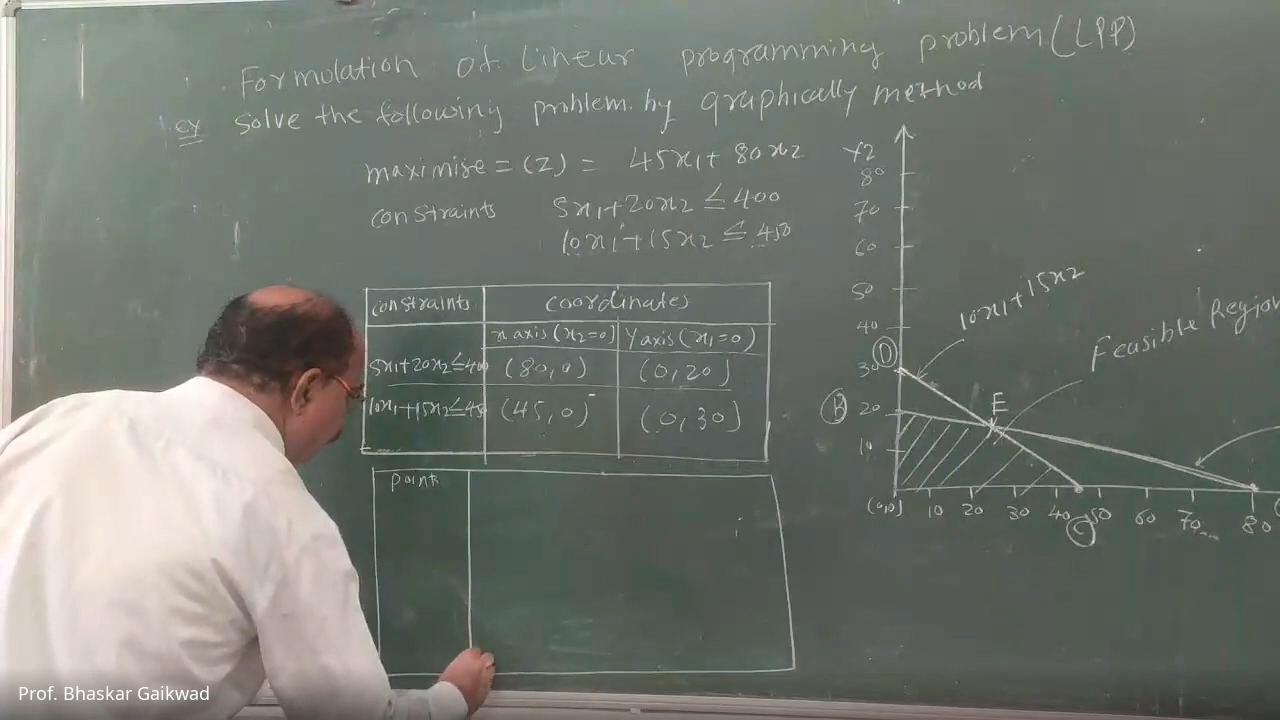 Formulation of Linear programming problem (LPP)
ex Solve the following problem by graphically method
maximise = (Z) = 45x1 + 80x2
constraints 5x1+20x2 ≤ 400
10x1+15x2 ≤ 450
constraints coordinates
x axis (x2=0) Y axis (x1=0)
5x1+20x2≤400 (80,0) (0,20)
10x1+15x2≤45 (45,0) (0,30)
point
X2
80
70
60
50
40
30
20
10
(0,0) 10 20 30 40 50 60 70 80
D
B
E
C
10x1+15x2
Feasible Region
Prof. Bhaskar Gaikwad